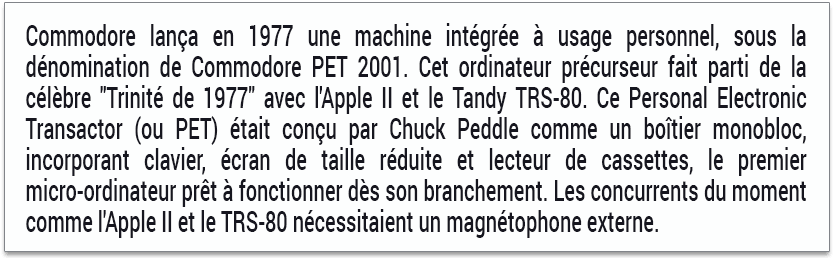 Commodore lança en 1977 une machine intégrée à usage personnel, sous la
dénomination de Commodore PET 2001. Cet ordinateur précurseur fait parti de la
célèbre "Trinité de 1977" avec l'Apple II et le Tandy TRS-80. Ce Personal Electronic
Transactor (ou PET) était conçu par Chuck Peddle comme un boîtier monobloc,
incorporant clavier, écran de taille réduite et lecteur de cassettes, le premier
micro-ordinateur prêt à fonctionner dès son branchement. Les concurrents du moment
comme l'Apple II et le TRS-80 nécessitaient un magnétophone externe.